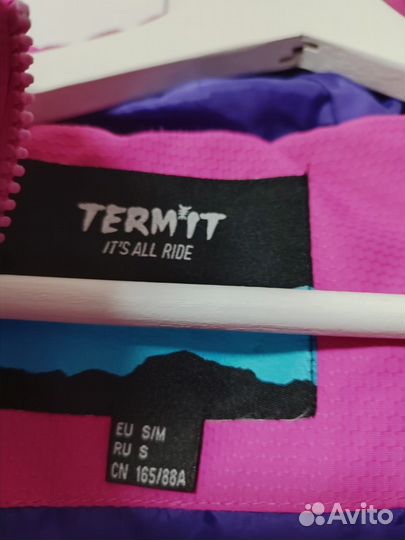 TERMIT
IT'S ALL RIDE
EU S/M
RU S
CN 165/88A
Avito